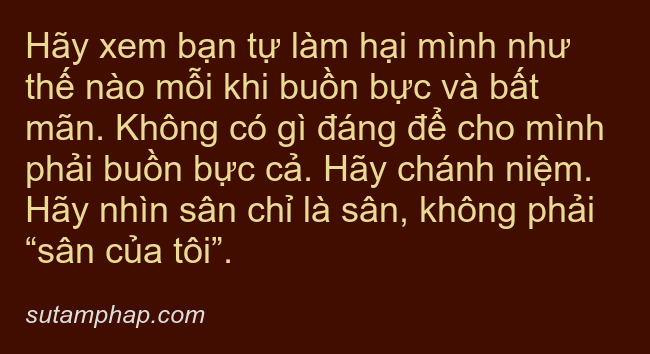 Hãy xem bạn tự làm hại mình như
thế nào mỗi khi buồn bực và bất
mãn. Không có gì đáng để cho mình
phải buồn bực cả. Hãy chánh niệm.
Hãy nhìn sân chỉ là sân, không phải
“sân của tôi”.
sutamphap.com